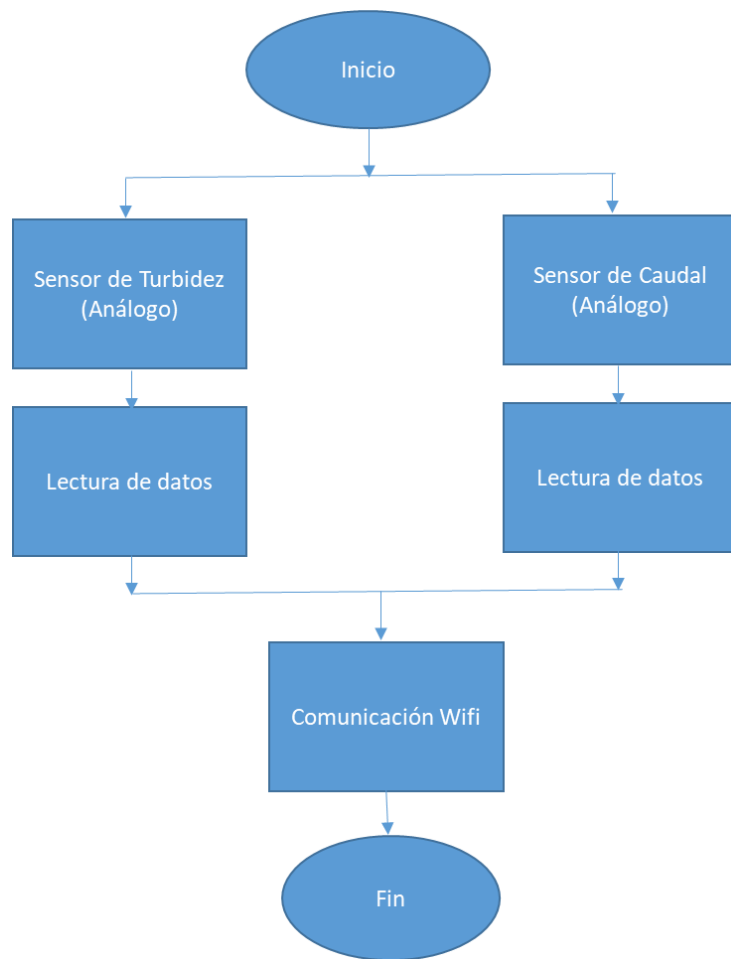 Inicio
Sensor de Turbidez
(Análogo)
Sensor de Caudal
(Análogo)
Lectura de datos
Lectura de datos
Comunicación Wifi
Fin